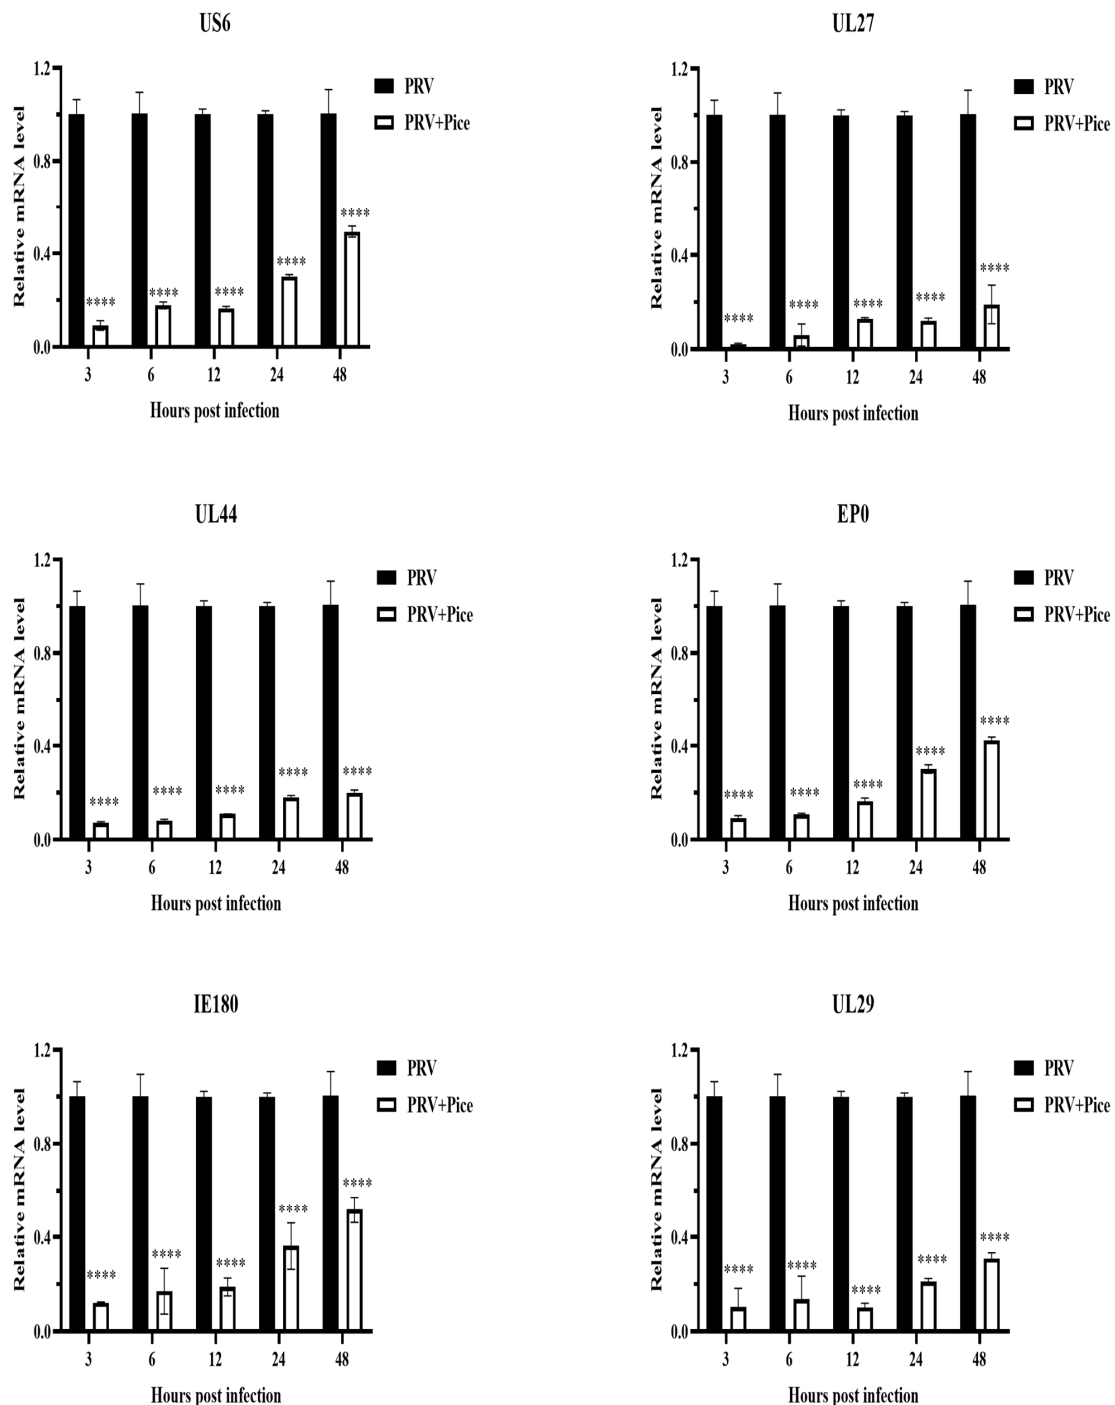 US6
Relative mRNA level
1.2
0.8
0.4
0.0
PRV
PRV+Pice
**** **** **** **** ****
3 6 12 24 48
Hours post infection
UL27
Relative mRNA level
1.2
0.8
0.4
0.0
PRV
PRV+Pice
**** **** **** **** ****
3 6 12 24 48
Hours post infection
UL44
Relative mRNA level
1.2
0.8
0.4
0.0
PRV
PRV+Pice
**** **** **** **** ****
3 6 12 24 48
Hours post infection
EP0
Relative mRNA level
1.2
0.8
0.4
0.0
PRV
PRV+Pice
**** **** **** **** ****
3 6 12 24 48
Hours post infection
IE180
Relative mRNA level
1.2
0.8
0.4
0.0
PRV
PRV+Pice
**** **** **** **** ****
3 6 12 24 48
Hours post infection
UL29
Relative mRNA level
1.2
0.8
0.4
0.0
PRV
PRV+Pice
**** **** **** **** ****
3 6 12 24 48
Hours post infection